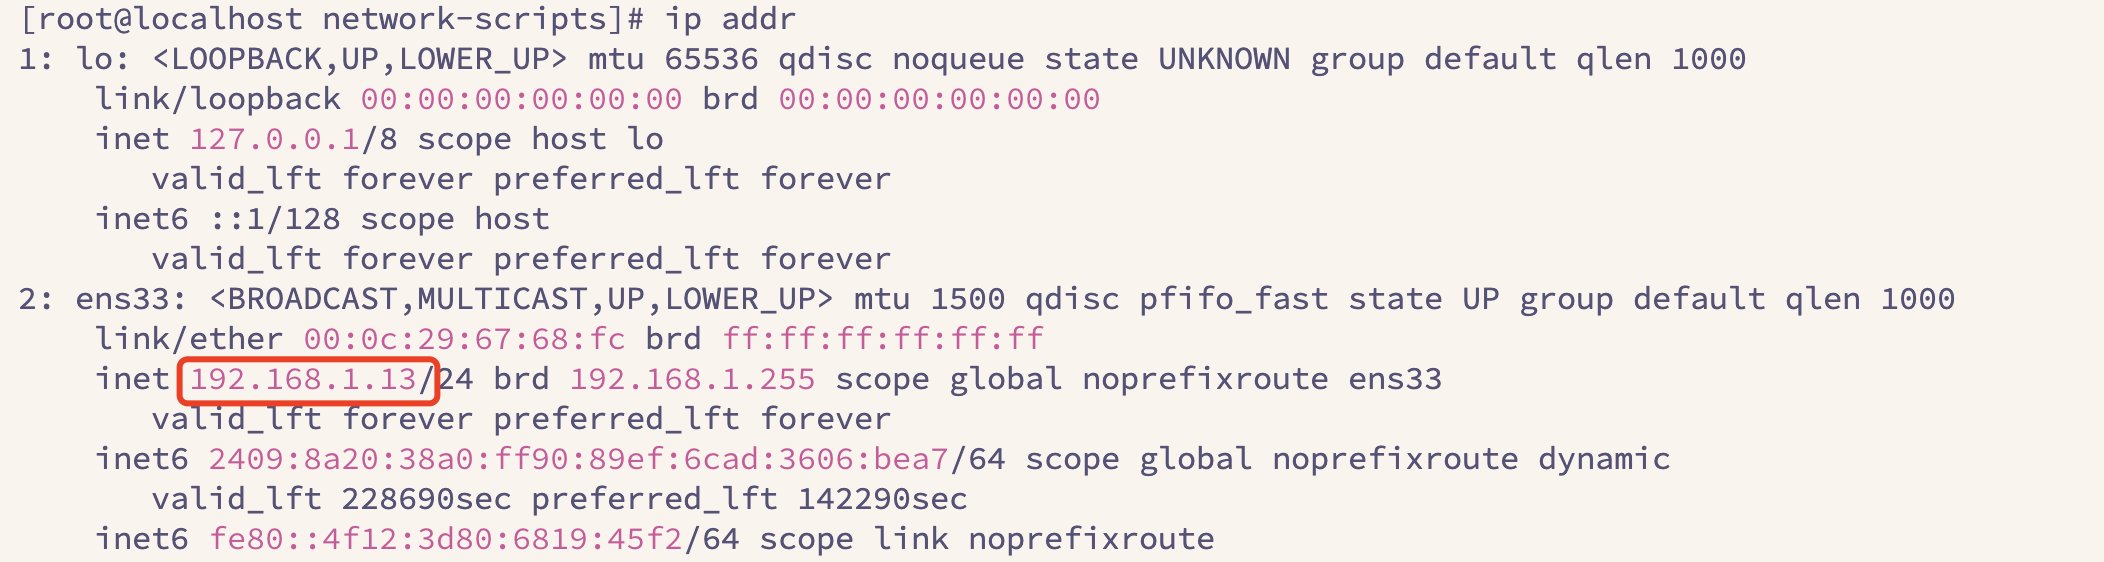 [root@localhost network-scripts]# ip addr
1: lo: <LOOPBACK,UP,LOWER_UP> mtu 65536 qdisc noqueue state UNKNOWN group default qlen 1000
link/loopback 00:00:00:00:00:00 brd 00:00:00:00:00:00
inet 127.0.0.1/8 scope host lo
valid_lft forever preferred_lft forever
inet6 ::1/128 scope host
valid_lft forever preferred_lft forever
2: ens33: <BROADCAST,MULTICAST,UP,LOWER_UP> mtu 1500 qdisc pfifo_fast state UP group default qlen 1000
link/ether 00:0c:29:67:68:fc brd ff:ff:ff:ff:ff:ff
inet 192.168.1.13/24 brd 192.168.1.255 scope global noprefixroute ens33
valid_lft forever preferred_lft forever
inet6 2409:8a20:38a0:ff90:89ef:6cad:3606:bea7/64 scope global noprefixroute dynamic
valid_lft 228690sec preferred_lft 142290sec
inet6 fe80::4f12:3d80:6819:45f2/64 scope link noprefixroute